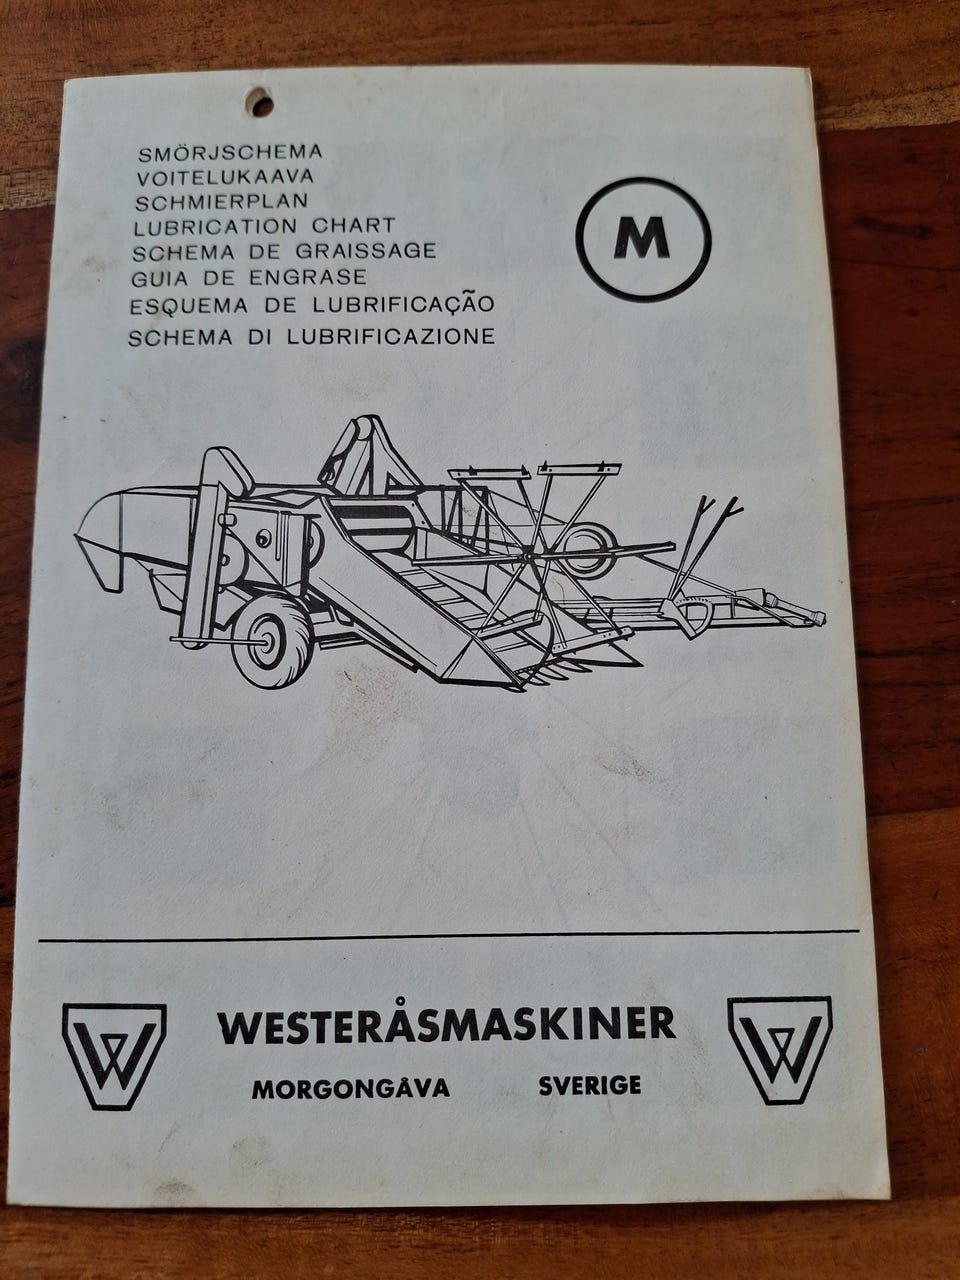 SMÖRJSCHEMA
VOITELUKAAVA
SCHMIERPLAN
LUBRICATION CHART
SCHEMA DE GRAISSAGE
GUIA DE ENGRASE
ESQUEMA DE LUBRIFICAÇÃO
SCHEMA DI LUBRIFICAZIONE
M
W WESTERÅSMASKINER W
MORGONGÅVA SVERIGE